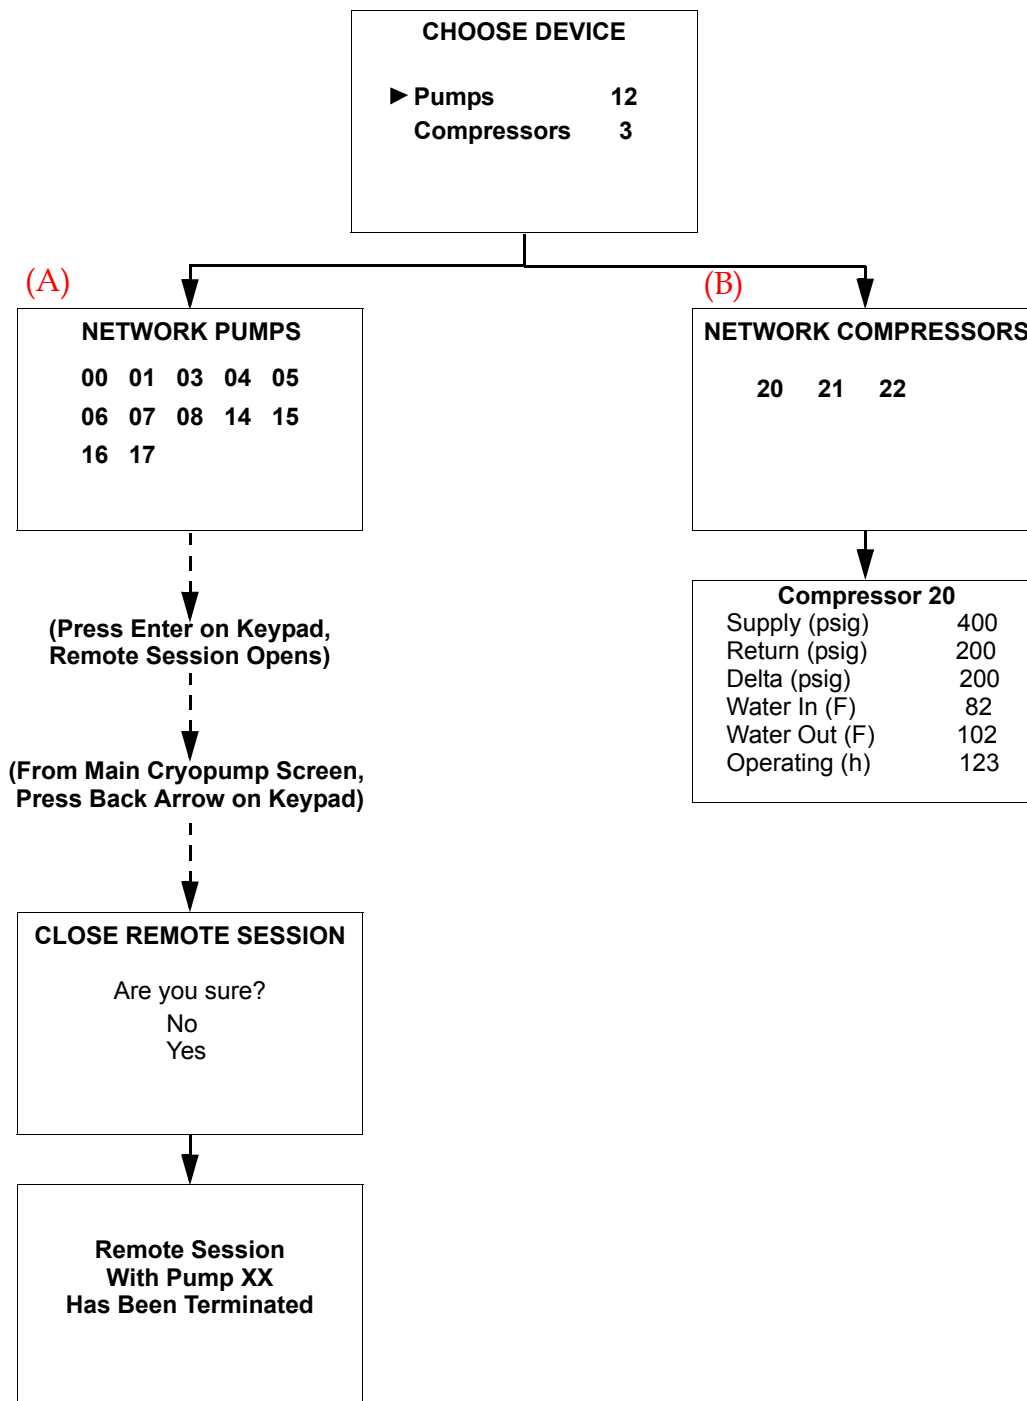 CHOOSE DEVICE
▶ Pumps 12
Compressors 3
(A)
NETWORK PUMPS
00 01 03 04 05
06 07 08 14 15
16 17
(Press Enter on Keypad,
Remote Session Opens)
(From Main Cryopump Screen,
Press Back Arrow on Keypad)
CLOSE REMOTE SESSION
Are you sure?
No
Yes
Remote Session
With Pump XX
Has Been Terminated
(B)
NETWORK COMPRESSORS
20 21 22
Compressor 20
Supply (psig) 400
Return (psig) 200
Delta (psig) 200
Water In (F) 82
Water Out (F) 102
Operating (h) 123